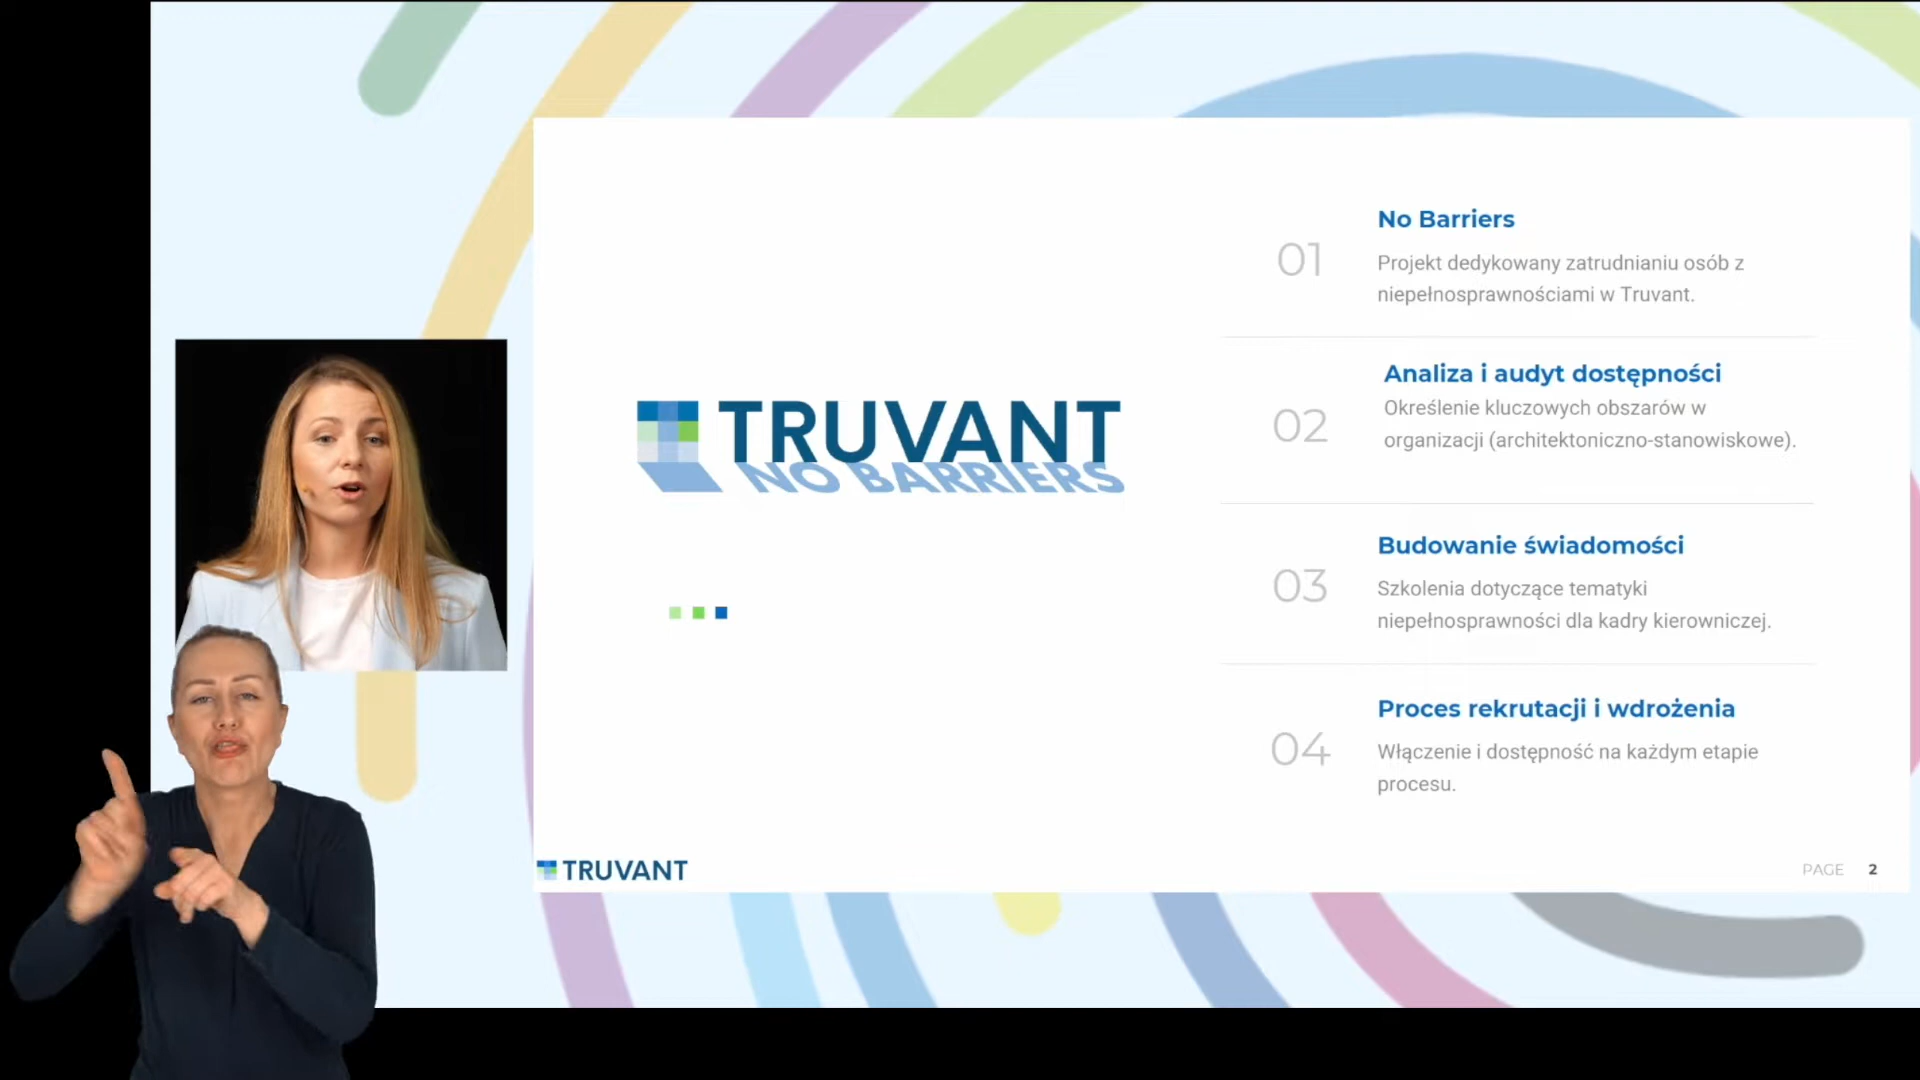 TRUVANT
NO BARRIERS
01
No Barriers
Projekt dedykowany zatrudnianiu osób z
niepełnosprawnościami w Truvant.
02
Analiza i audyt dostępności
Określenie kluczowych obszarów w
organizacji (architektoniczno-stanowiskowe).
03
Budowanie świadomości
Szkolenia dotyczące tematyki
niepełnosprawności dla kadry kierowniczej.
04
Proces rekrutacji i wdrożenia
Włączenie i dostępność na każdym etapie
procesu.
TRUVANT
PAGE 2